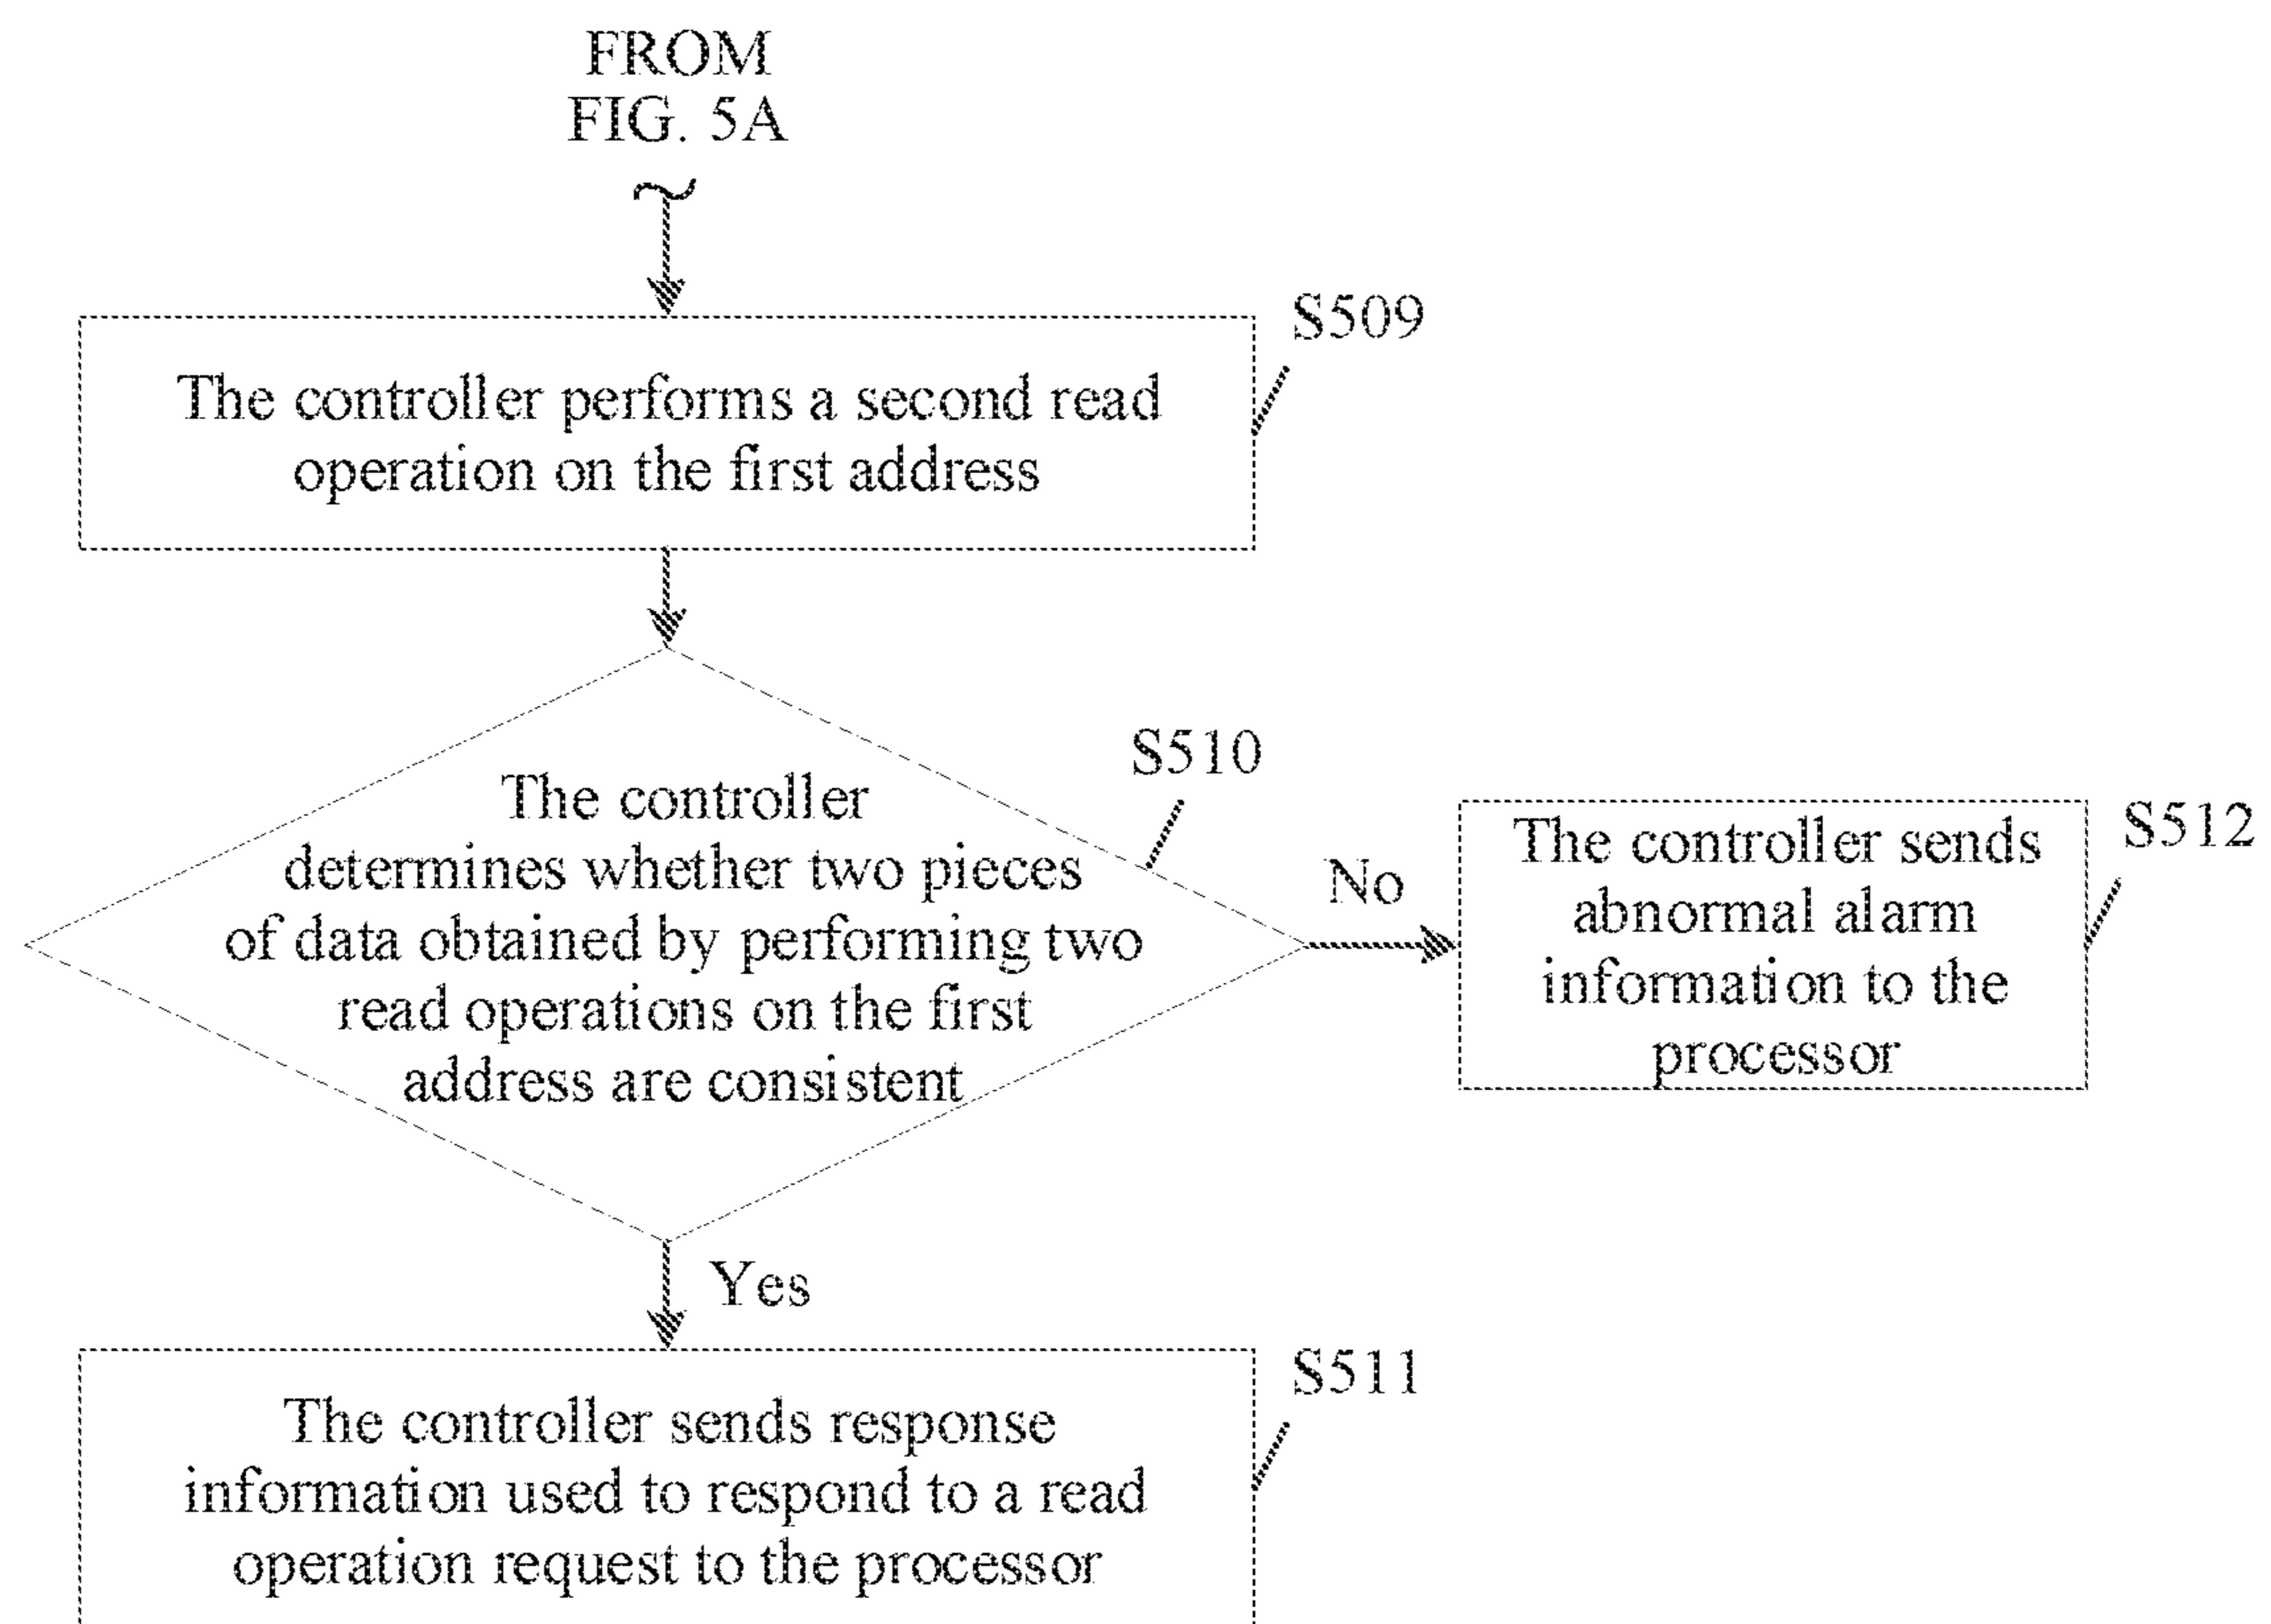 FROM
FIG. 5A
S509
The controller performs a second read
operation on the first address
S510
The controller
determines whether two pieces
of data obtained by performing two
read operations on the first
address are consistent
No
S512
The controller sends
abnormal alarm
information to the
processor
Yes
S511
The controller sends response
information used to respond to a read
operation request to the processor